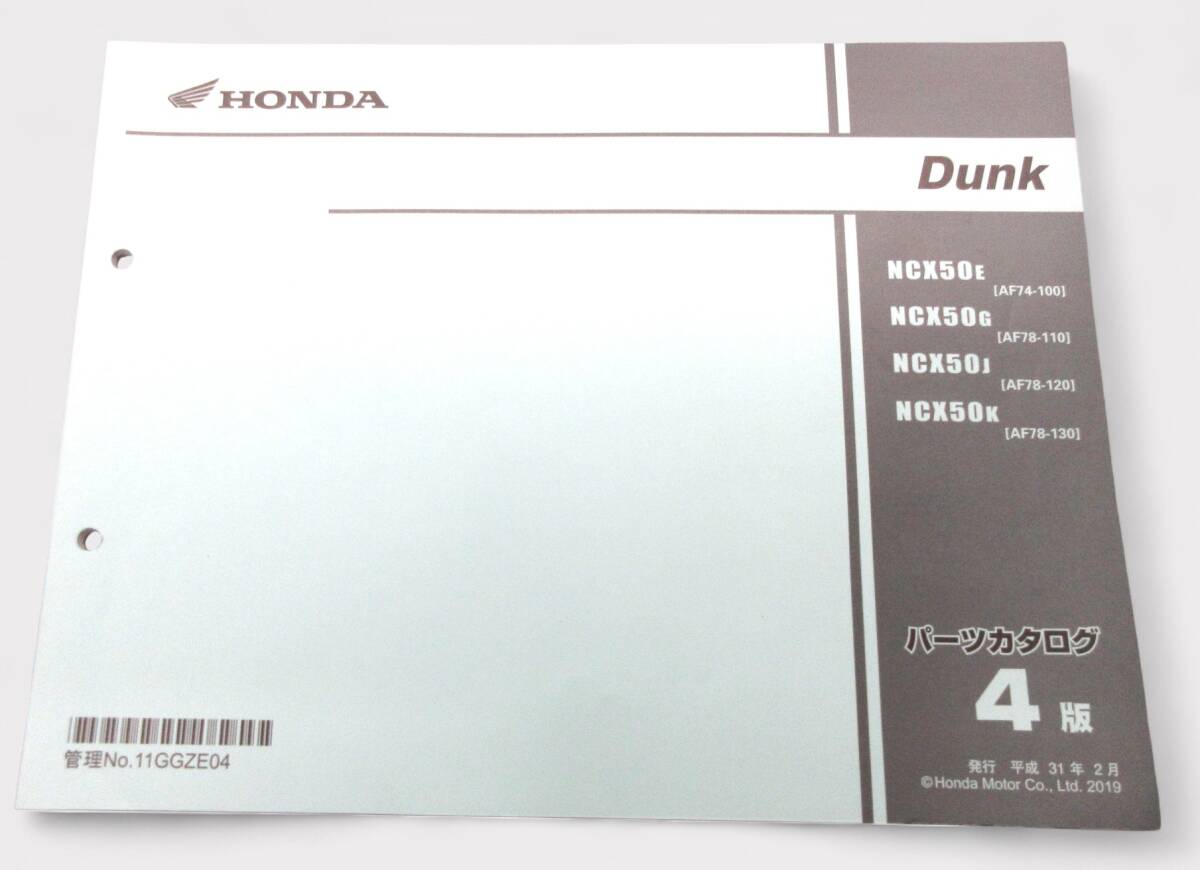 HONDA
Dunk
NCX50E
[AF74-100]
NCX50G
[AF78-110]
NCX50J
[AF78-120]
NCX50K
[AF78-130]
パーツカタログ
4版
発行 平成 31年 2月
©Honda Motor Co., Ltd. 2019
管理No.11GGZE04